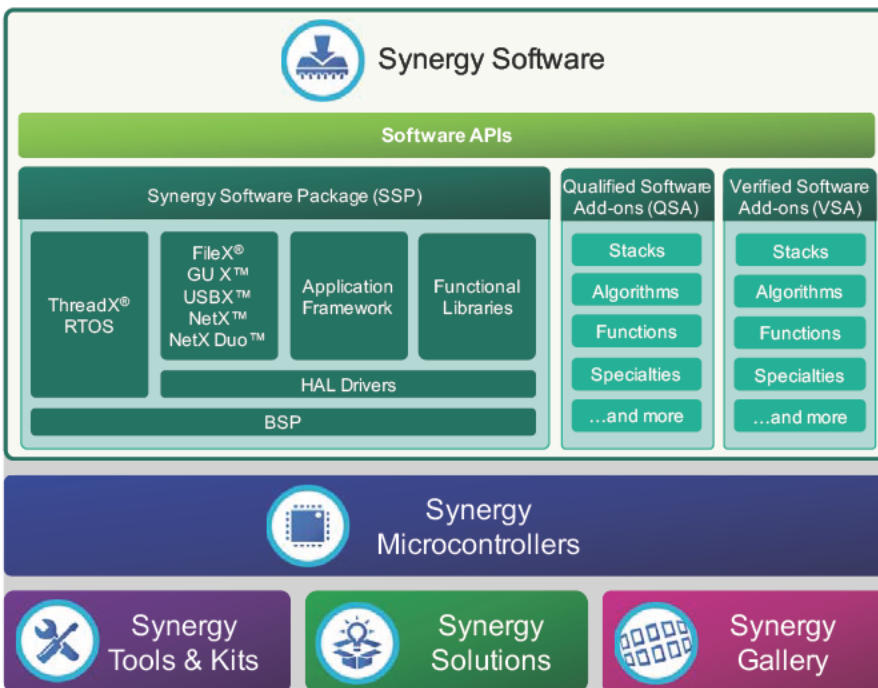 Synergy Software
Software APIs
Synergy Software Package (SSP)
ThreadX®
RTOS
FileX®
GU X™
USBX™
NetX™
NetX Duo™
Application
Framework
Functional
Libraries
HAL Drivers
BSP
Qualified Software
Add-ons (QSA)
Stacks
Algorithms
Functions
Specialties
...and more
Verified Software
Add-ons (VSA)
Stacks
Algorithms
Functions
Specialties
...and more
Synergy
Microcontrollers
Synergy
Tools & Kits
Synergy
Solutions
Synergy
Gallery